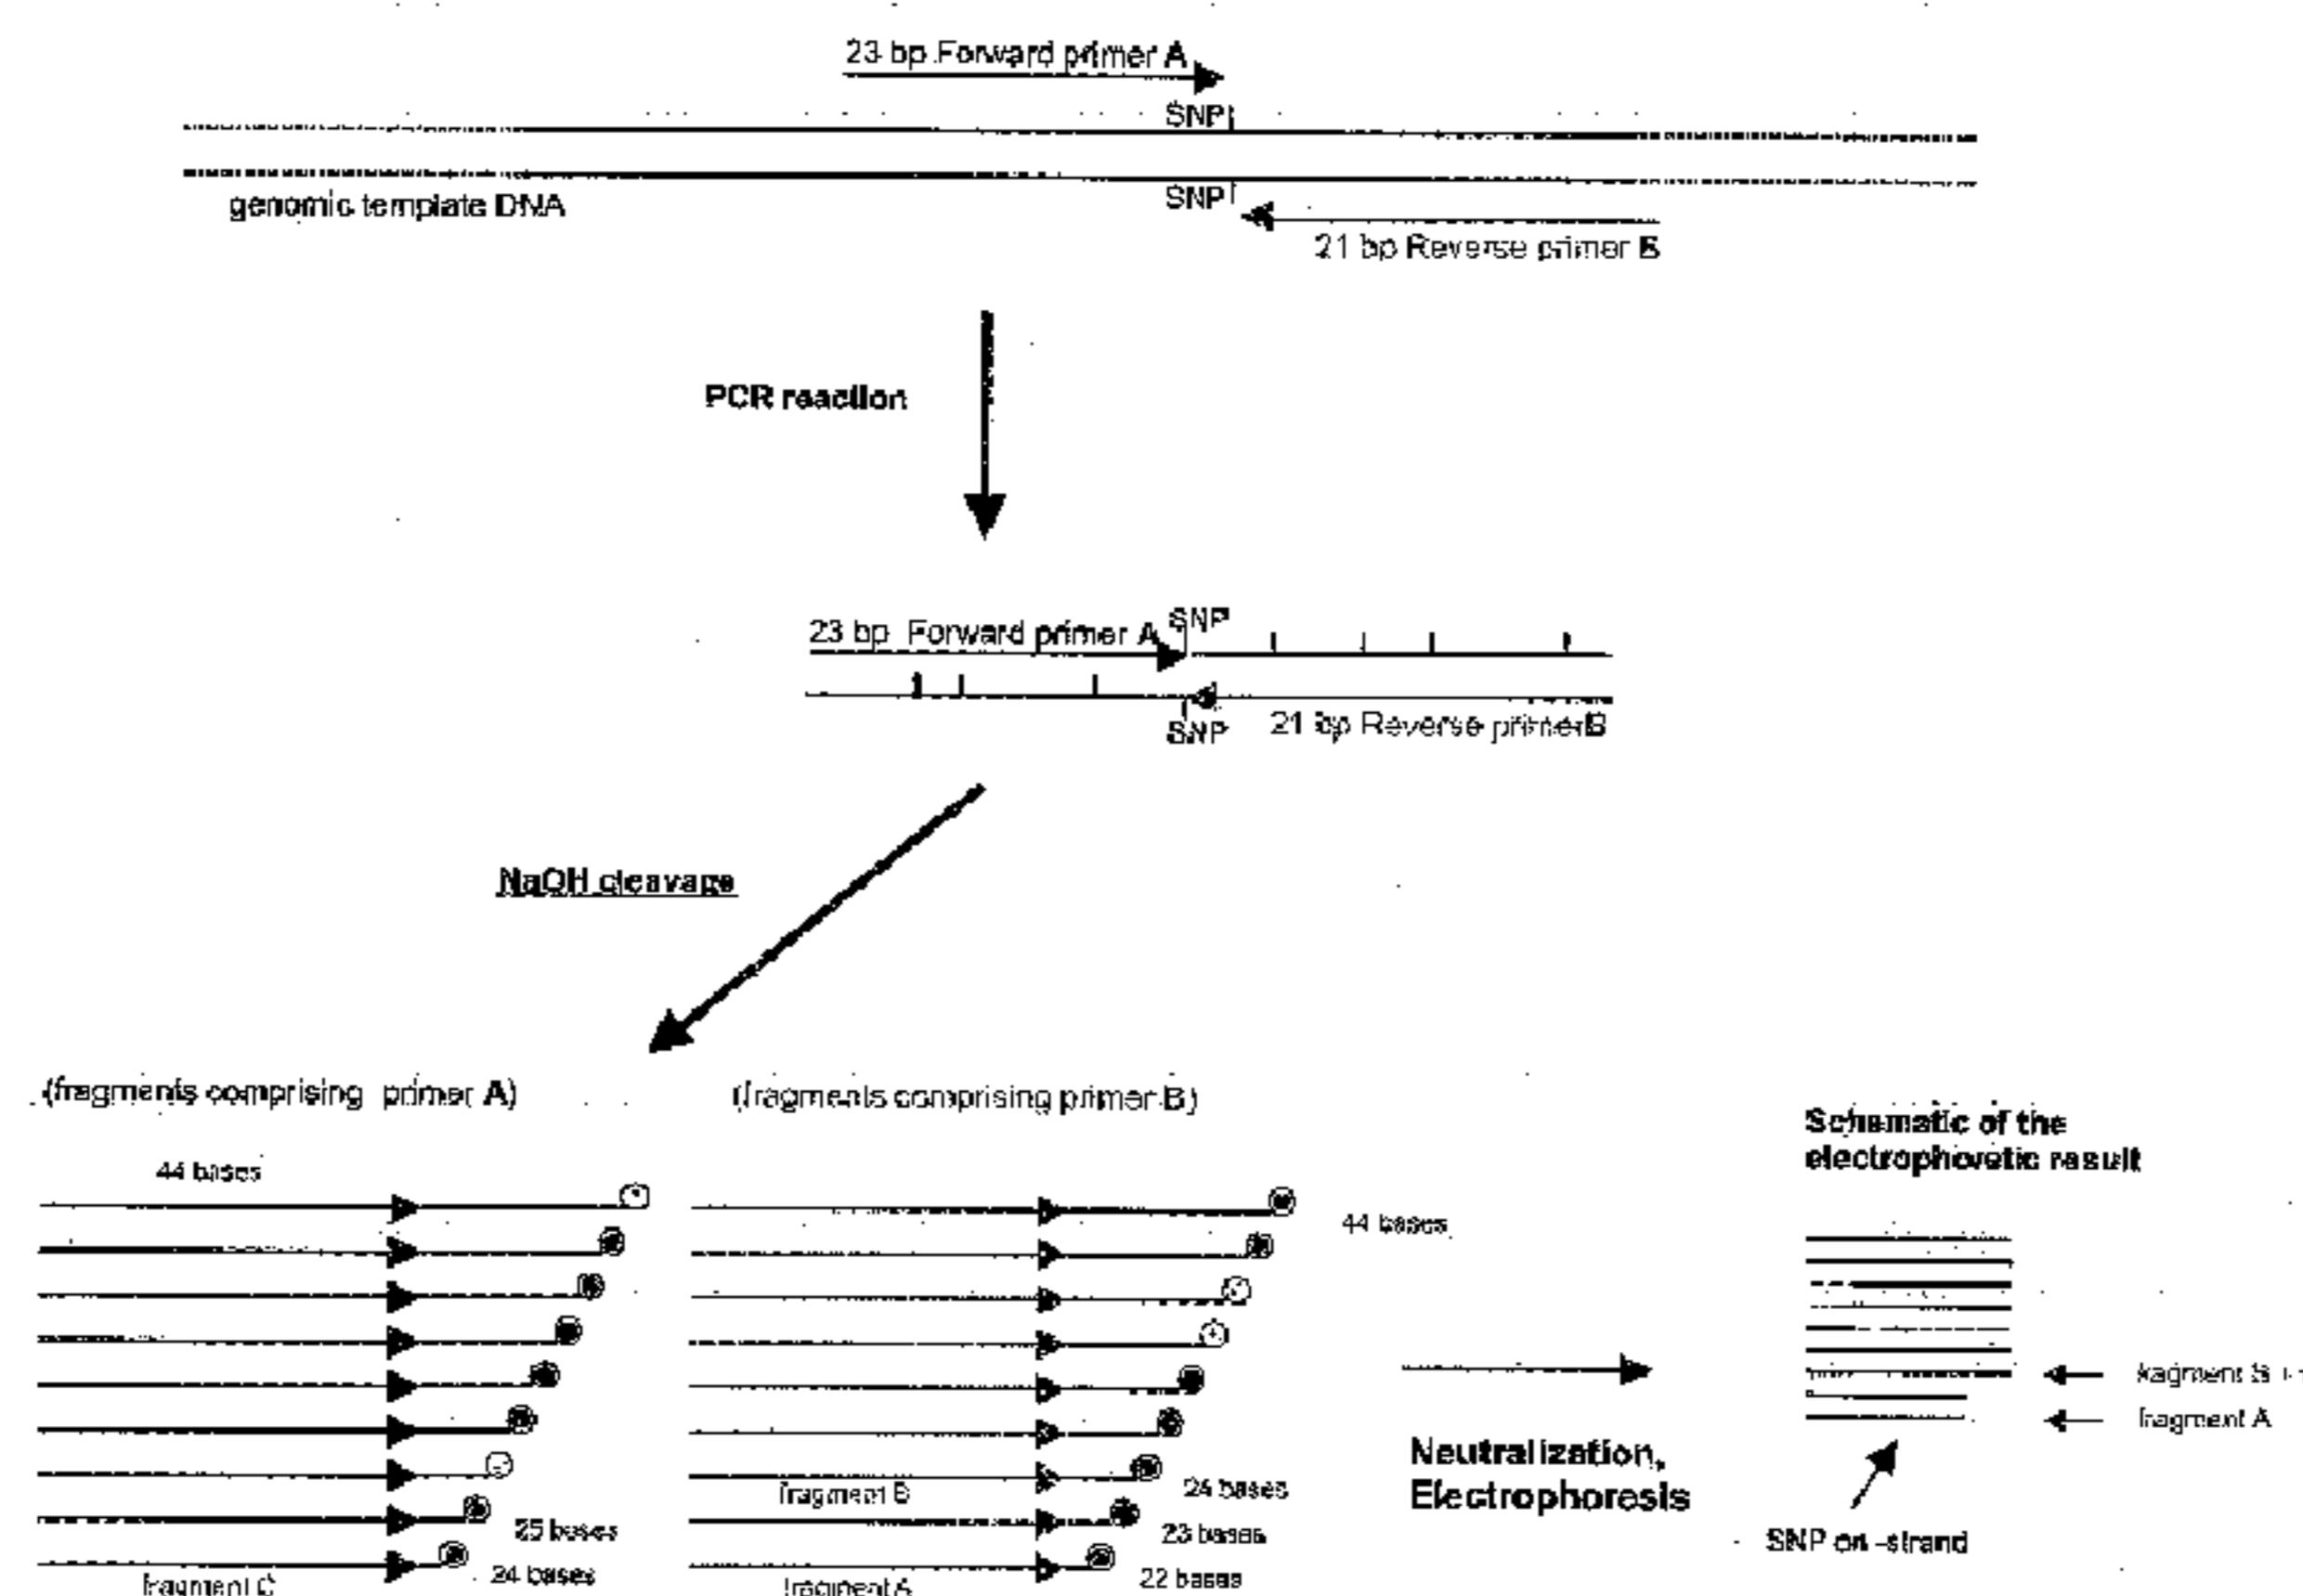 23 bp Forward primer A
SNP
SNP
genomic template DNA
21 bp Reverse primer B
PCR reaction
23 bp Forward primer A
SNP
SNP
21 bp Reverse primer B
NaOH cleavage
(fragments comprising primer A)
(fragments comprising primer B)
Schematic of the
electrophoretic result
44 bases
44 bases
fragment A
Neutralization,
Electrophoresis
fragment B
24 bases
25 bases
23 bases
SNP on -strand
fragment C
24 bases
fragment A
22 bases